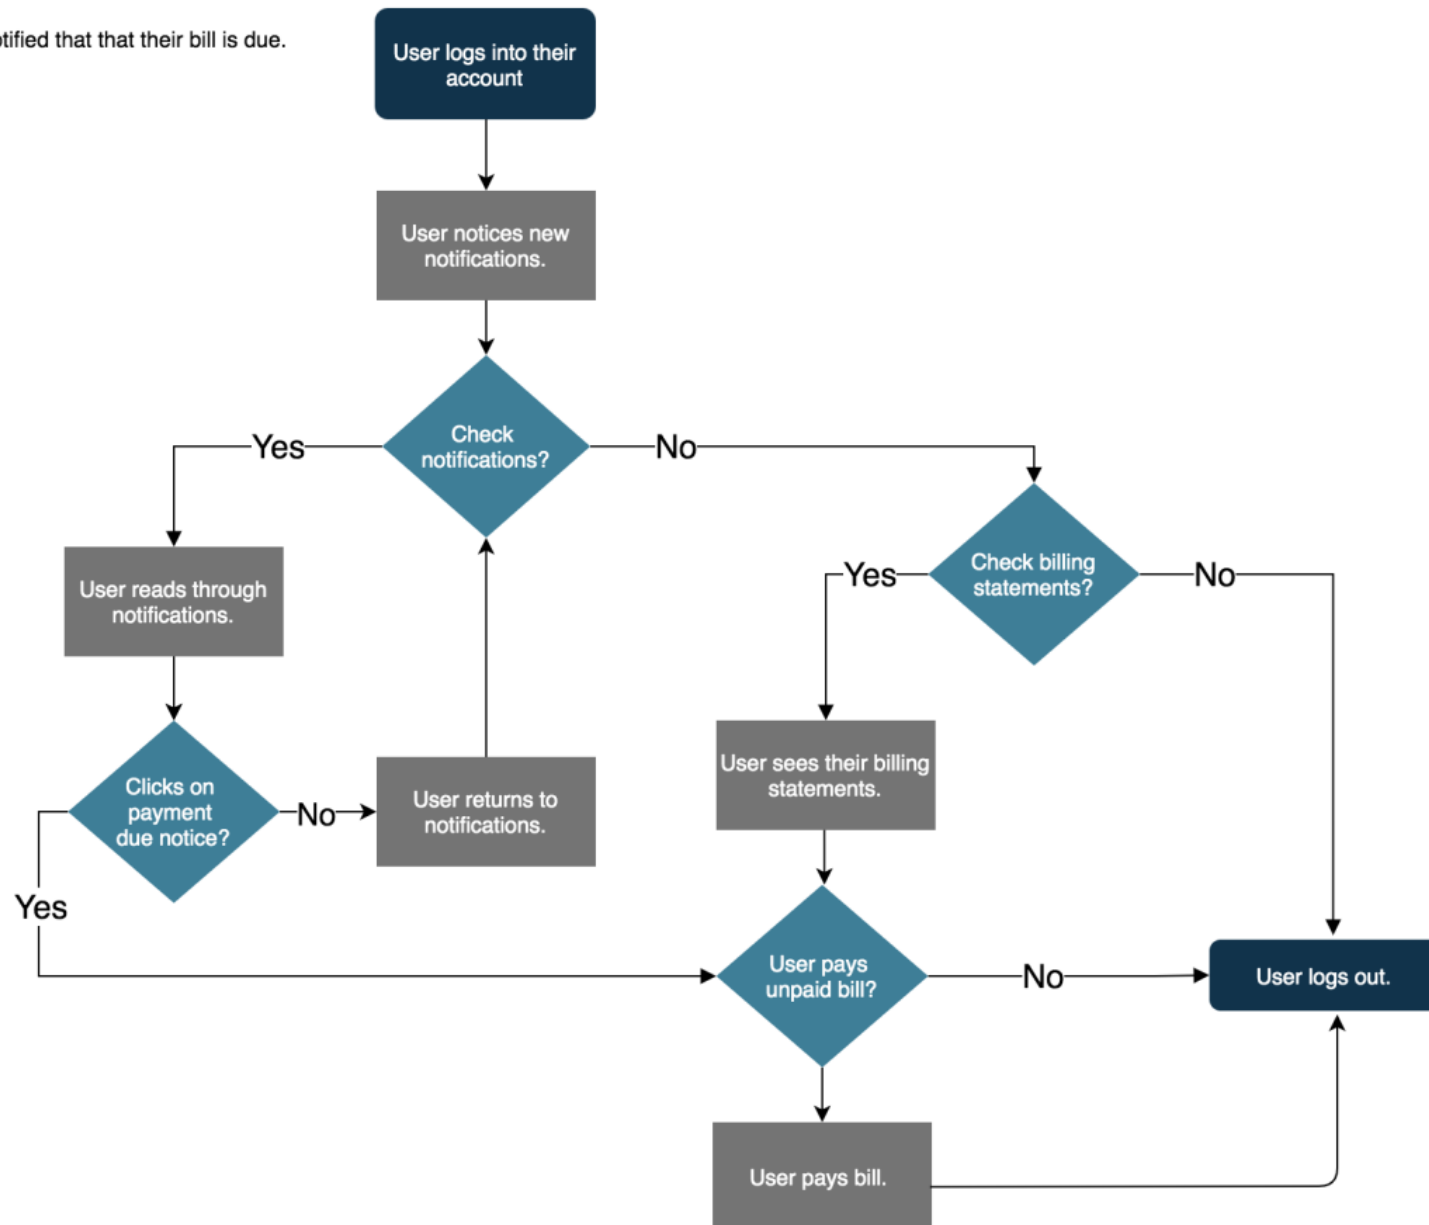 that that their bill is due.
User logs into their
account
User notices new
notifications.
Check
notifications?
Yes
No
User reads through
notifications.
Check billing
statements?
Yes
No
Clicks on
payment
due notice?
No
User returns to
notifications.
User sees their billing
statements.
Yes
User pays
unpaid bill?
No
User logs out.
User pays bill.